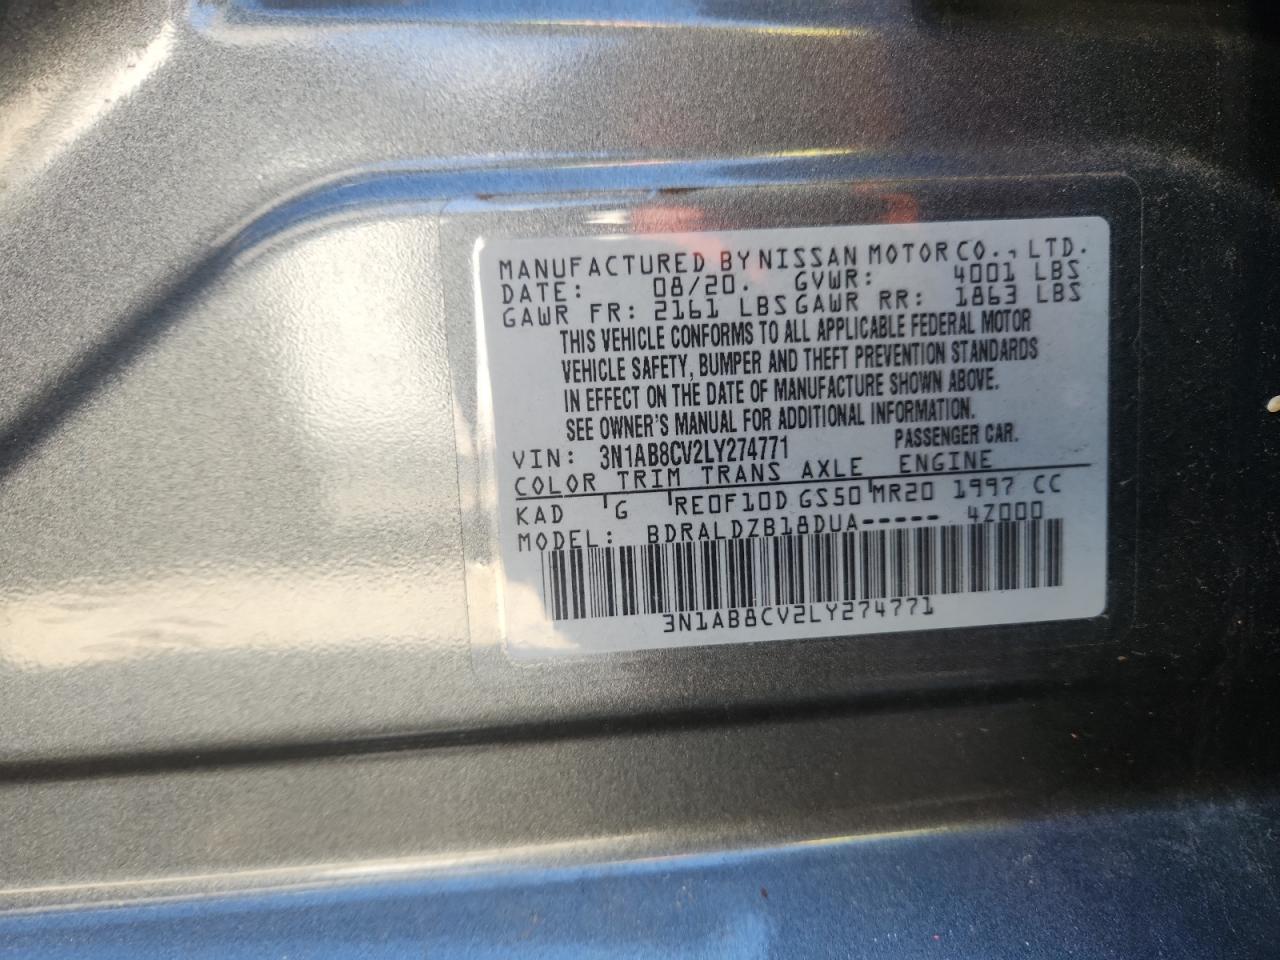 MANUFACTURED BY NISSAN MOTOR CO., LTD.
DATE: 08/20. GVWR: 4001 LBS
GAWR FR: 2161 LBS GAWR RR: 1863 LBS
THIS VEHICLE CONFORMS TO ALL APPLICABLE FEDERAL MOTOR
VEHICLE SAFETY, BUMPER AND THEFT PREVENTION STANDARDS
IN EFFECT ON THE DATE OF MANUFACTURE SHOWN ABOVE.
SEE OWNER'S MANUAL FOR ADDITIONAL INFORMATION.
VIN: 3N1AB8CV2LY274771 PASSENGER CAR.
COLOR TRIM TRANS AXLE ENGINE
KAD G RE0F10D GS50 MR20 1997 CC
MODEL: BDRALDZB18DUA----- 4Z000
3N1AB8CV2LY274771